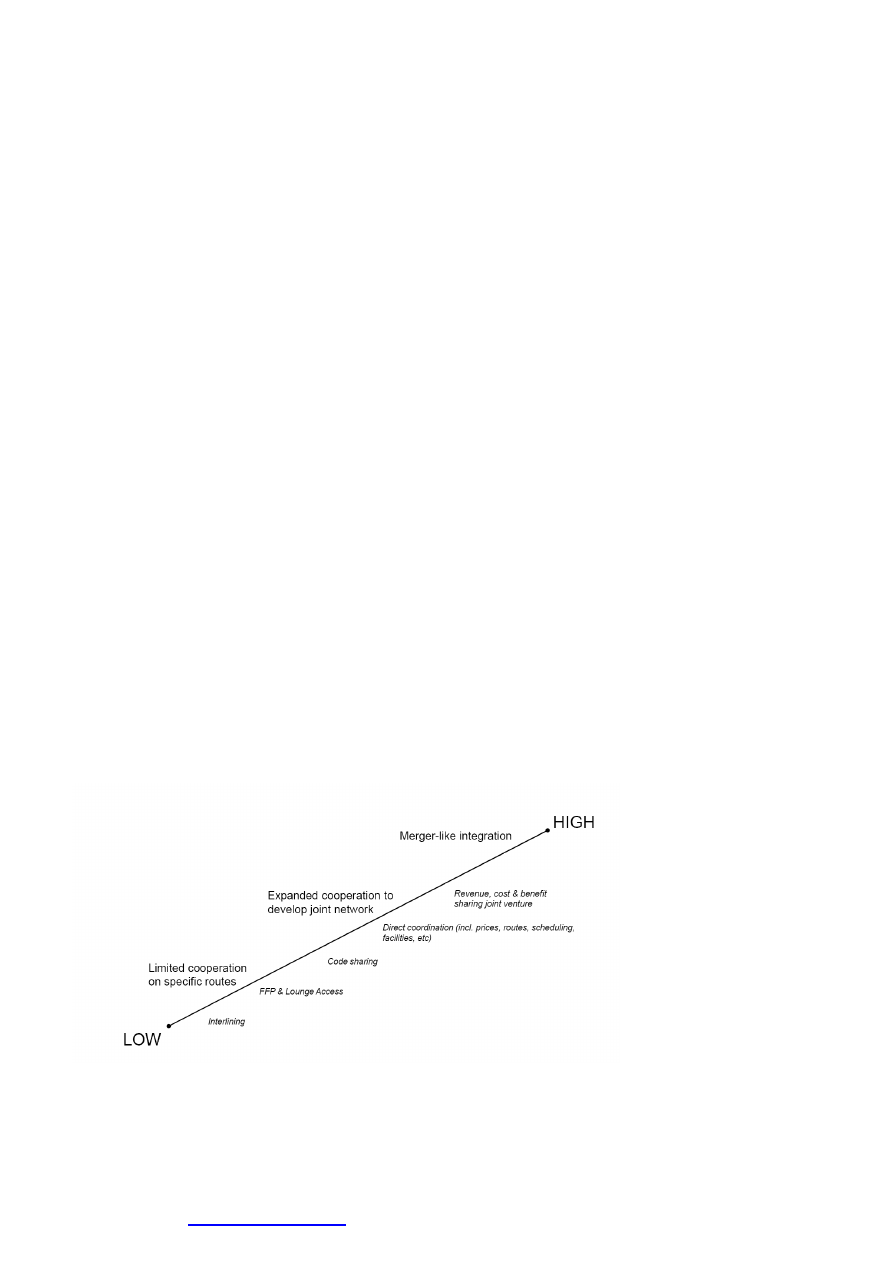 HIGH
Merger-like integration
Revenue, cost & benefit
sharing joint venture
Expanded cooperation to
develop joint network
Direct coordination (incl. prices, routes, scheduling,
facilities, etc)
Code sharing
Limited cooperation
on specific routes
FFP & Lounge Access
Interlining
LOW